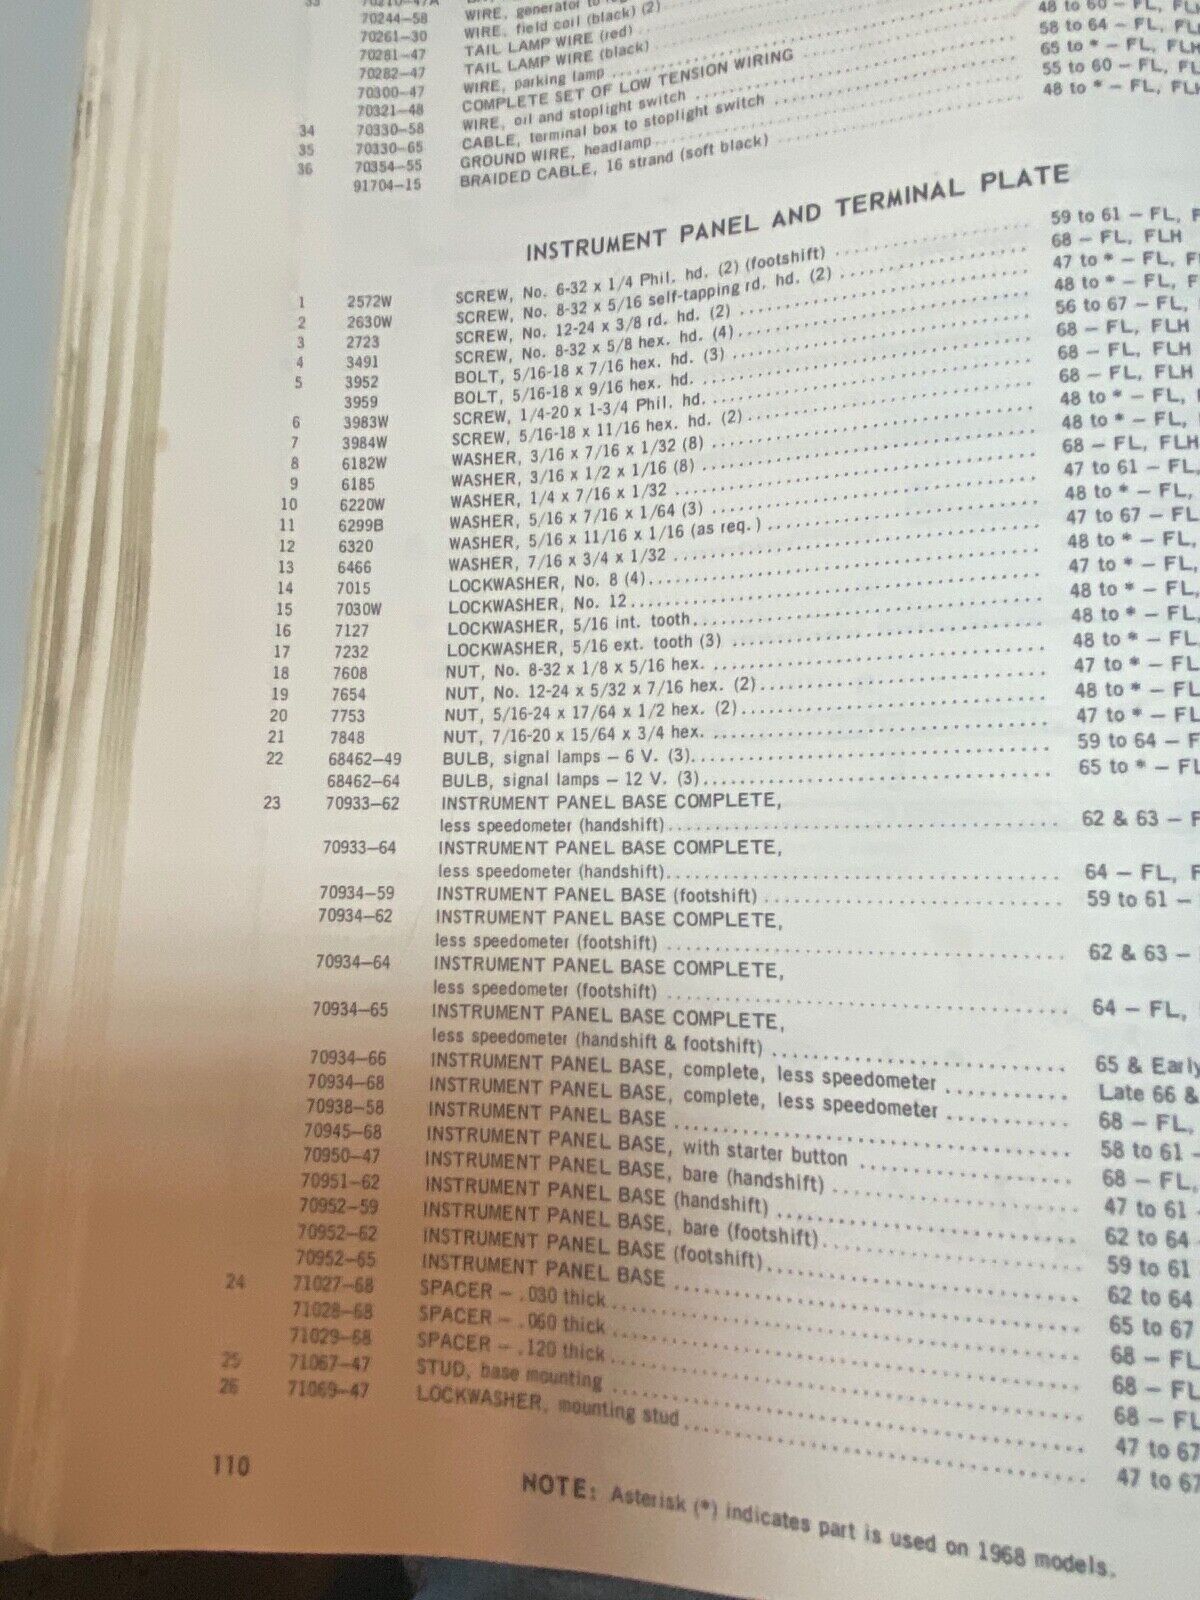 70244–58 WIRE, generator to
70261–30 WIRE, field coil (black) (2)
70281–47 TAIL LAMP WIRE (red)
70282–47 TAIL LAMP WIRE (black)
70300–47 WIRE, parking lamp
70321–48 COMPLETE SET OF LOW TENSION WIRING 48 to 60 – FL, FLH
34 70330–58 WIRE, oil and stoplight switch 58 to 64 – FL, FL
35 70330–65 CABLE, terminal box to stoplight switch 65 to * – FL, FLH
36 70354–55 GROUND WIRE, headlamp 55 to 60 – FL, FL
91704–15 BRAIDED CABLE, 16 strand (soft black) 48 to * – FL, FLH
INSTRUMENT PANEL AND TERMINAL PLATE
1 2572W SCREW, No. 6-32 x 1/4 Phil. hd. (2) (footshift) 59 to 61 – FL, F
2 2630W SCREW, No. 8-32 x 5/16 self-tapping rd. hd. (2) 68 – FL, FLH
3 2723 SCREW, No. 12-24 x 3/8 rd. hd. (2) 47 to * – FL, F
4 3491 SCREW, No. 8-32 x 5/8 hex. hd. (4) 48 to * – FL, F
5 3952 BOLT, 5/16-18 x 7/16 hex. hd. (3) 56 to 67 – FL,
3959 BOLT, 5/16-18 x 9/16 hex. hd. 68 – FL, FLH
6 3983W SCREW, 1/4-20 x 1-3/4 Phil. hd. 68 – FL, FLH
7 3984W SCREW, 5/16-18 x 11/16 hex. hd. (2) 68 – FL, FLH
8 6182W WASHER, 3/16 x 7/16 x 1/32 (8) 48 to * – FL, F
9 6185 WASHER, 3/16 x 1/2 x 1/16 (8) 48 to * – FL,
10 6220W WASHER, 1/4 x 7/16 x 1/32 68 – FL, FLH
11 6299B WASHER, 5/16 x 7/16 x 1/64 (3) 47 to 61 – FL,
12 6320 WASHER, 5/16 x 11/16 x 1/16 (as req.) 48 to * – FL,
13 6466 WASHER, 7/16 x 3/4 x 1/32 47 to 67 – FL
14 7015 LOCKWASHER, No. 8 (4) 48 to * – FL,
15 7030W LOCKWASHER, No. 12 47 to * – FL,
16 7127 LOCKWASHER, 5/16 int. tooth 48 to * – FL,
17 7232 LOCKWASHER, 5/16 ext. tooth (3) 48 to * – FL,
18 7608 NUT, No. 8-32 x 1/8 x 5/16 hex. 48 to * – FL
19 7654 NUT, No. 12-24 x 5/32 x 7/16 hex. (2) 47 to * – FL
20 7753 NUT, 5/16-24 x 17/64 x 1/2 hex. (2) 48 to * – FL
21 7848 NUT, 7/16-20 x 15/64 x 3/4 hex. 47 to * – FL
22 68462–49 BULB, signal lamps – 6 V. (3) 59 to 64 – F
68462–64 BULB, signal lamps – 12 V. (3) 65 to * – FL
23 70933–62 INSTRUMENT PANEL BASE COMPLETE,
less speedometer (handshift) 62 & 63 – F
70933–64 INSTRUMENT PANEL BASE COMPLETE,
less speedometer (handshift) 64 – FL, F
70934–59 INSTRUMENT PANEL BASE (footshift) 59 to 61 –
70934–62 INSTRUMENT PANEL BASE COMPLETE,
less speedometer (footshift) 62 & 63 –
70934–64 INSTRUMENT PANEL BASE COMPLETE,
less speedometer (footshift) 64 – FL,
70934–65 INSTRUMENT PANEL BASE COMPLETE,
less speedometer (handshift & footshift) 65 & Early
70934–66 INSTRUMENT PANEL BASE, complete, less speedometer Late 66 &
70934–68 INSTRUMENT PANEL BASE, complete, less speedometer 68 – FL,
70938–58 INSTRUMENT PANEL BASE 58 to 61 –
70945–68 INSTRUMENT PANEL BASE, with starter button 68 – FL,
70950–47 INSTRUMENT PANEL BASE, bare (handshift) 47 to 61 –
70951–62 INSTRUMENT PANEL BASE (handshift) 62 to 64
70952–59 INSTRUMENT PANEL BASE, bare (footshift) 59 to 61
70952–62 INSTRUMENT PANEL BASE (footshift) 62 to 64
70952–65 INSTRUMENT PANEL BASE 65 to 67
24 71027–68 SPACER – .030 thick 68 – FL
71028–68 SPACER – .060 thick 68 – FL
71029–68 SPACER – .120 thick 68 – FL
25 71067–47 STUD, base mounting 47 to 67
26 71069–47 LOCKWASHER, mounting stud 47 to 67
110
NOTE: Asterisk (*) indicates part is used on 1968 models.